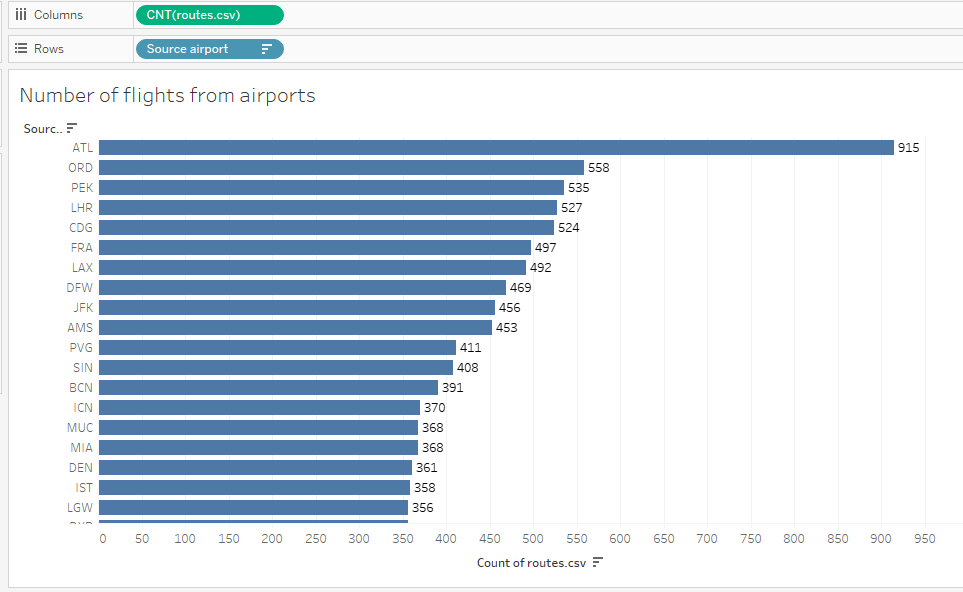 Columns CNT(routes.csv)
Rows Source airport
Number of flights from airports
Sourc..
ATL 915
ORD 558
PEK 535
LHR 527
CDG 524
FRA 497
LAX 492
DFW 469
JFK 456
AMS 453
PVG 411
SIN 408
BCN 391
ICN 370
MUC 368
MIA 368
DEN 361
IST 358
LGW 356
0 50 100 150 200 250 300 350 400 450 500 550 600 650 700 750 800 850 900 950
Count of routes.csv